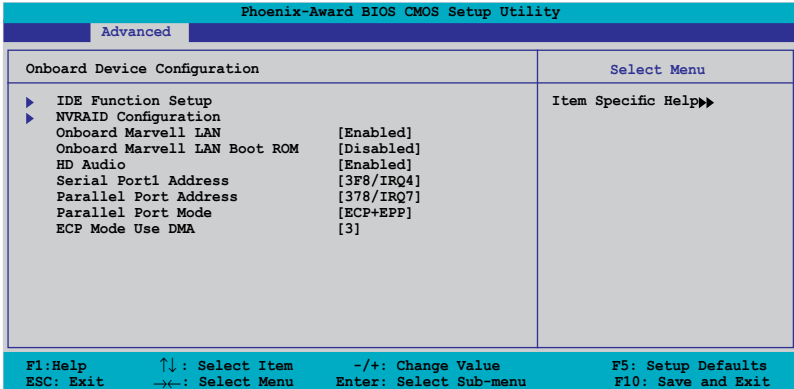 Phoenix-Award BIOS CMOS Setup Utility
Advanced
Onboard Device Configuration
Select Menu
IDE Function Setup
Item Specific Help
NVRAID Configuration
Onboard Marvell LAN [Enabled]
Onboard Marvell LAN Boot ROM [Disabled]
HD Audio [Enabled]
Serial Port1 Address [3F8/IRQ4]
Parallel Port Address [378/IRQ7]
Parallel Port Mode [ECP+EPP]
ECP Mode Use DMA [3]
F1:Help ↑↓ : Select Item -/+: Change Value F5: Setup Defaults
ESC: Exit →←: Select Menu Enter: Select Sub-menu F10: Save and Exit